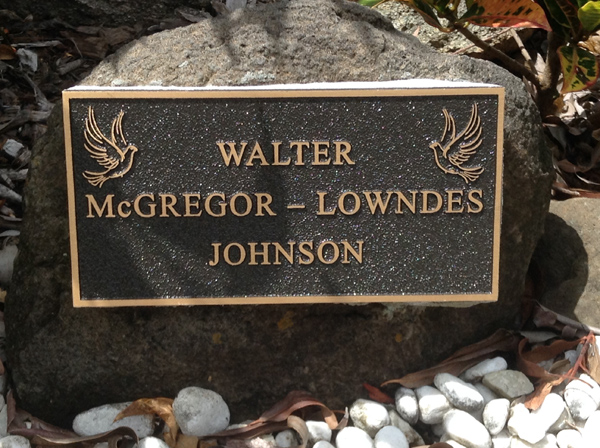 WALTER
McGREGOR – LOWNDES
JOHNSON